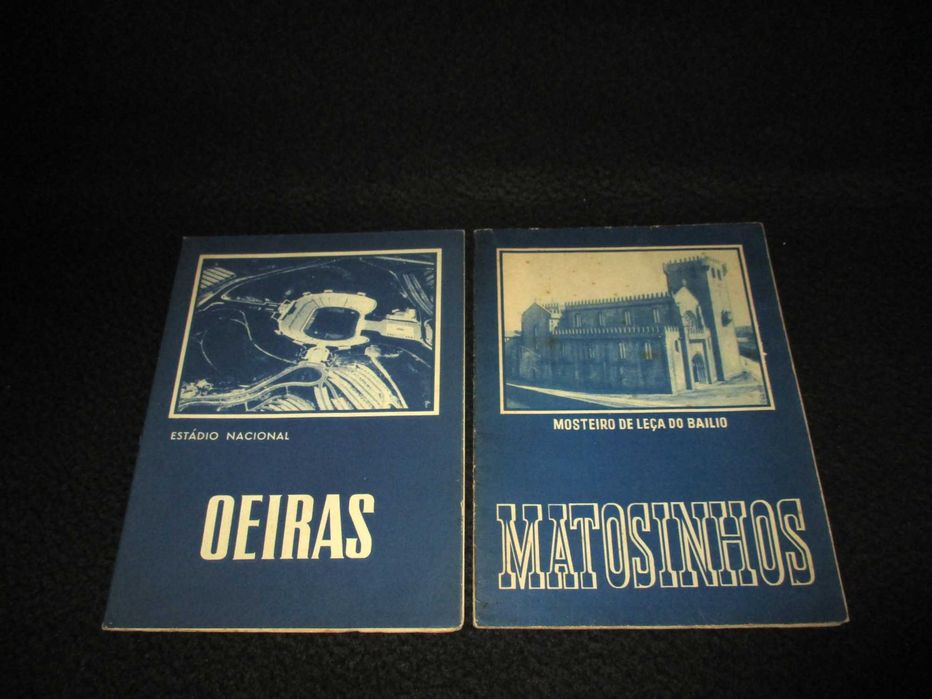 ESTÁDIO NACIONAL
OEIRAS
MOSTEIRO DE LEÇA DO BAILIO
MATOSINHOS